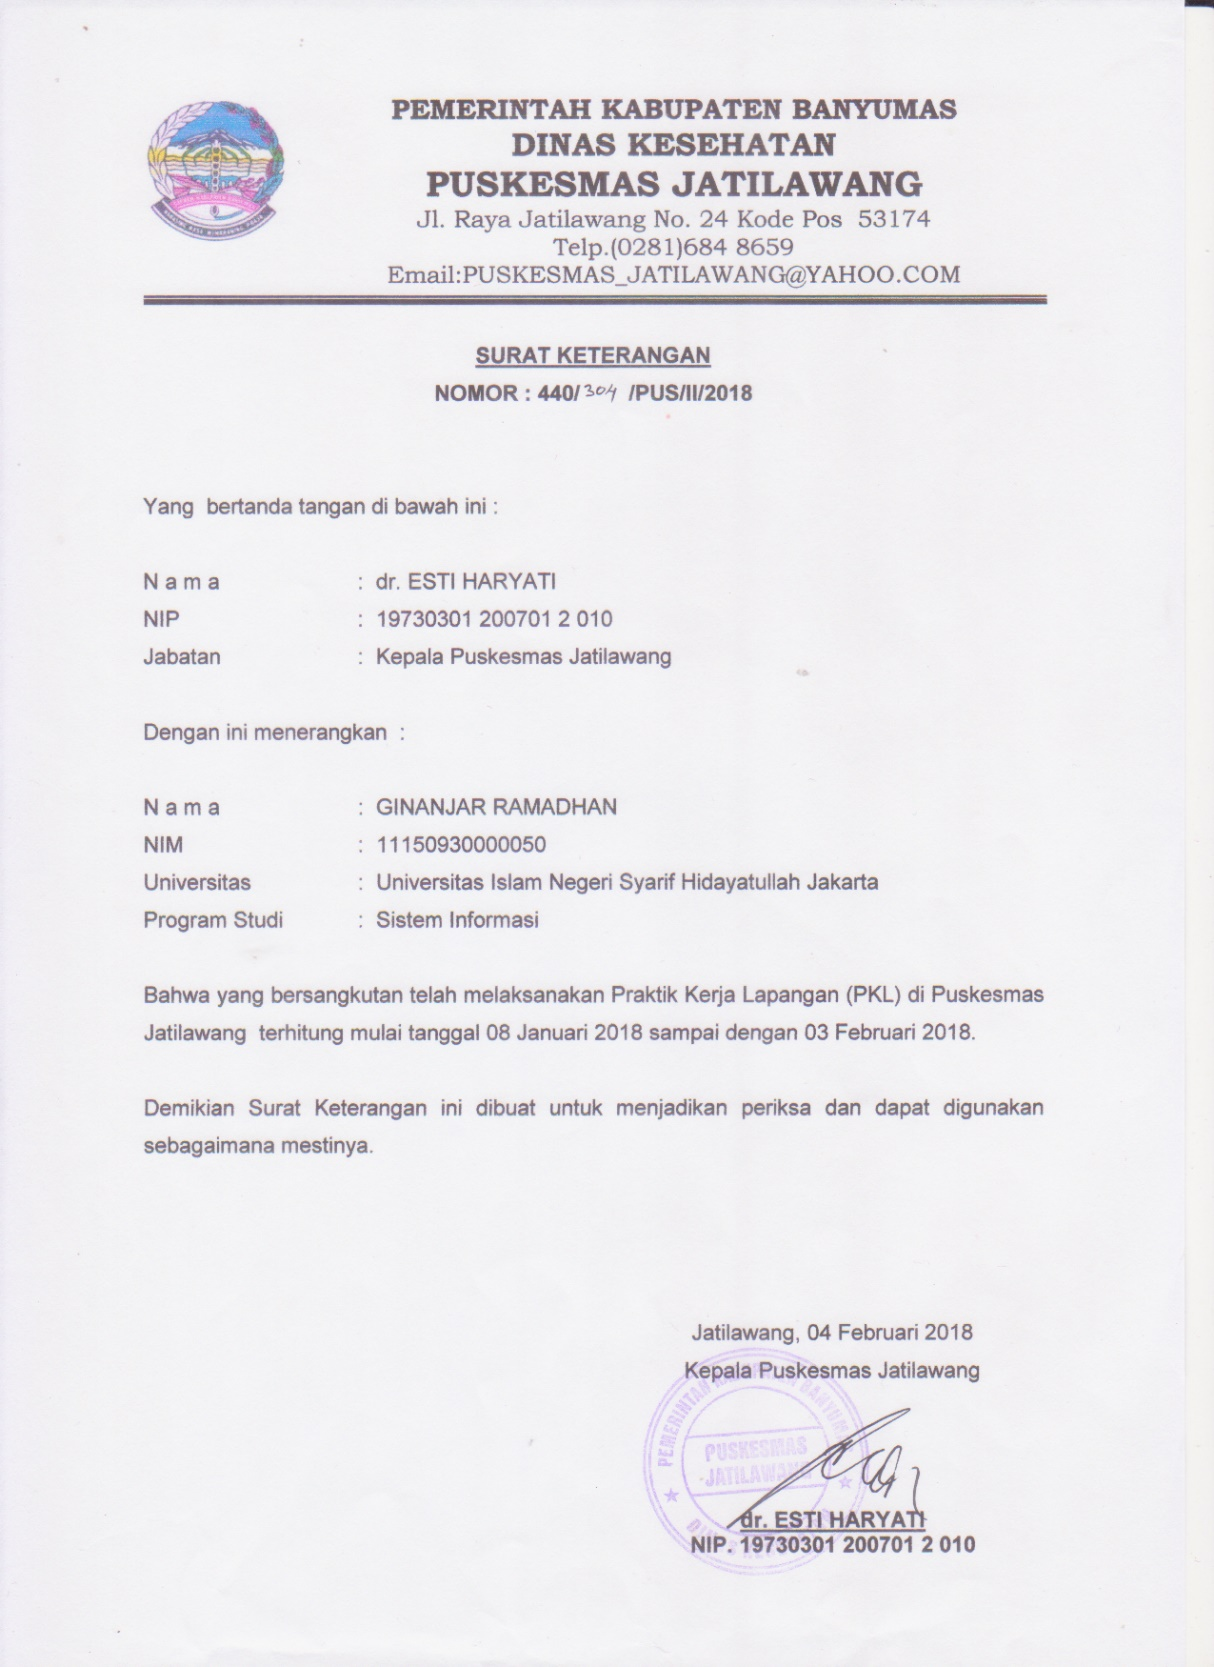 PEMERINTAH KABUPATEN BANYUMAS
DINAS KESEHATAN
PUSKESMAS JATILAWANG
Jl. Raya Jatilawang No. 24 Kode Pos 53174
Telp.(0281)684 8659
Email:PUSKESMAS_JATILAWANG@YAHOO.COM
SURAT KETERANGAN
NOMOR : 440/ 304 /PUS/II/2018
Yang bertanda tangan di bawah ini :
N a m a : dr. ESTI HARYATI
NIP : 19730301 200701 2 010
Jabatan : Kepala Puskesmas Jatilawang
Dengan ini menerangkan :
N a m a : GINANJAR RAMADHAN
NIM : 11150930000050
Universitas : Universitas Islam Negeri Syarif Hidayatullah Jakarta
Program Studi : Sistem Informasi
Bahwa yang bersangkutan telah melaksanakan Praktik Kerja Lapangan (PKL) di Puskesmas
Jatilawang terhitung mulai tanggal 08 Januari 2018 sampai dengan 03 Februari 2018.
Demikian Surat Keterangan ini dibuat untuk menjadikan periksa dan dapat digunakan
sebagaimana mestinya.
Jatilawang, 04 Februari 2018
Kepala Puskesmas Jatilawang
PEMERINTAH KABUPATEN BANYUMAS
PUSKESMAS
JATILAWANG
dr. ESTI HARYATI
NIP. 19730301 200701 2 010